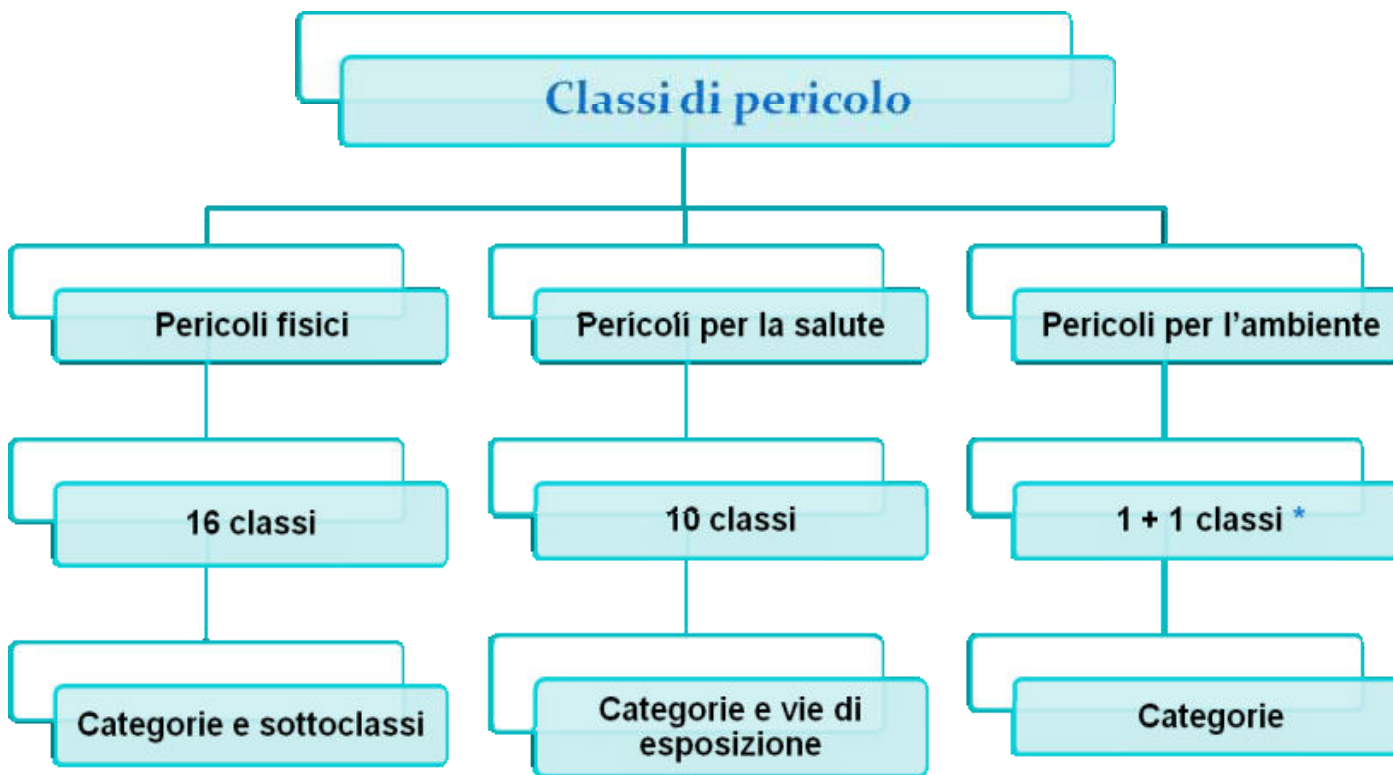 Classi di pericolo
Pericoli fisici
Pericoli per la salute
Pericoli per l'ambiente
16 classi
10 classi
1 + 1 classi *
Categorie e sottoclassi
Categorie e vie di
esposizione
Categorie